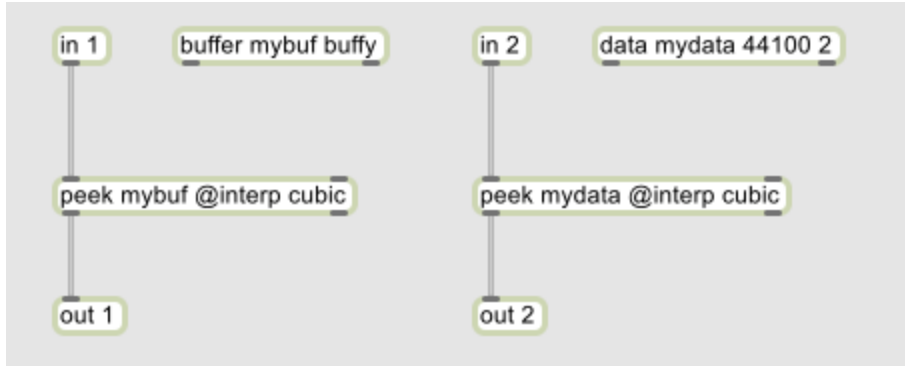 in 1
buffer mybuf buffy
in 2
data mydata 44100 2
peek mybuf @interp cubic
peek mydata @interp cubic
out 1
out 2